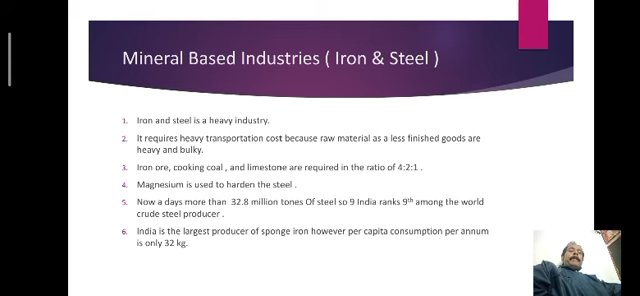 Mineral Based Industries ( Iron & Steel )
1. Iron and steel is a heavy industry.
2. It requires heavy transportation cost because raw material as a less finished goods are
heavy and bulky.
3. Iron ore, cooking coal , and limestone are required in the ratio of 4:2:1 .
4. Magnesium is used to harden the steel .
5. Now a days more than 32.8 million tones Of steel so 9 India ranks 9th among the world
crude steel producer .
6. India is the largest producer of sponge iron however per capita consumption per annum
is only 32 kg.